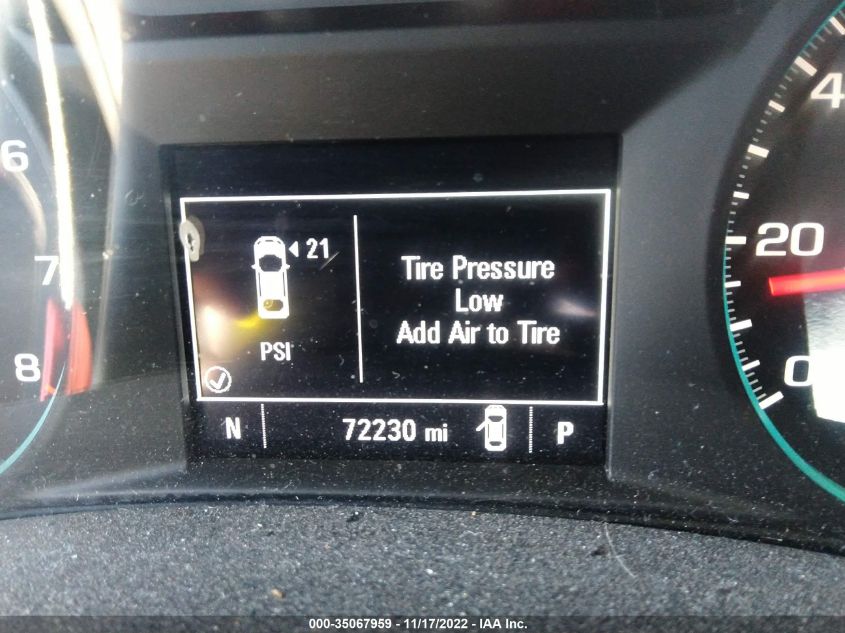 6
7
8
21
PSI
Tire Pressure
Low
Add Air to Tire
N 72230 mi P
4
20
0
000-35067959 - 11/17/2022 - IAA Inc.